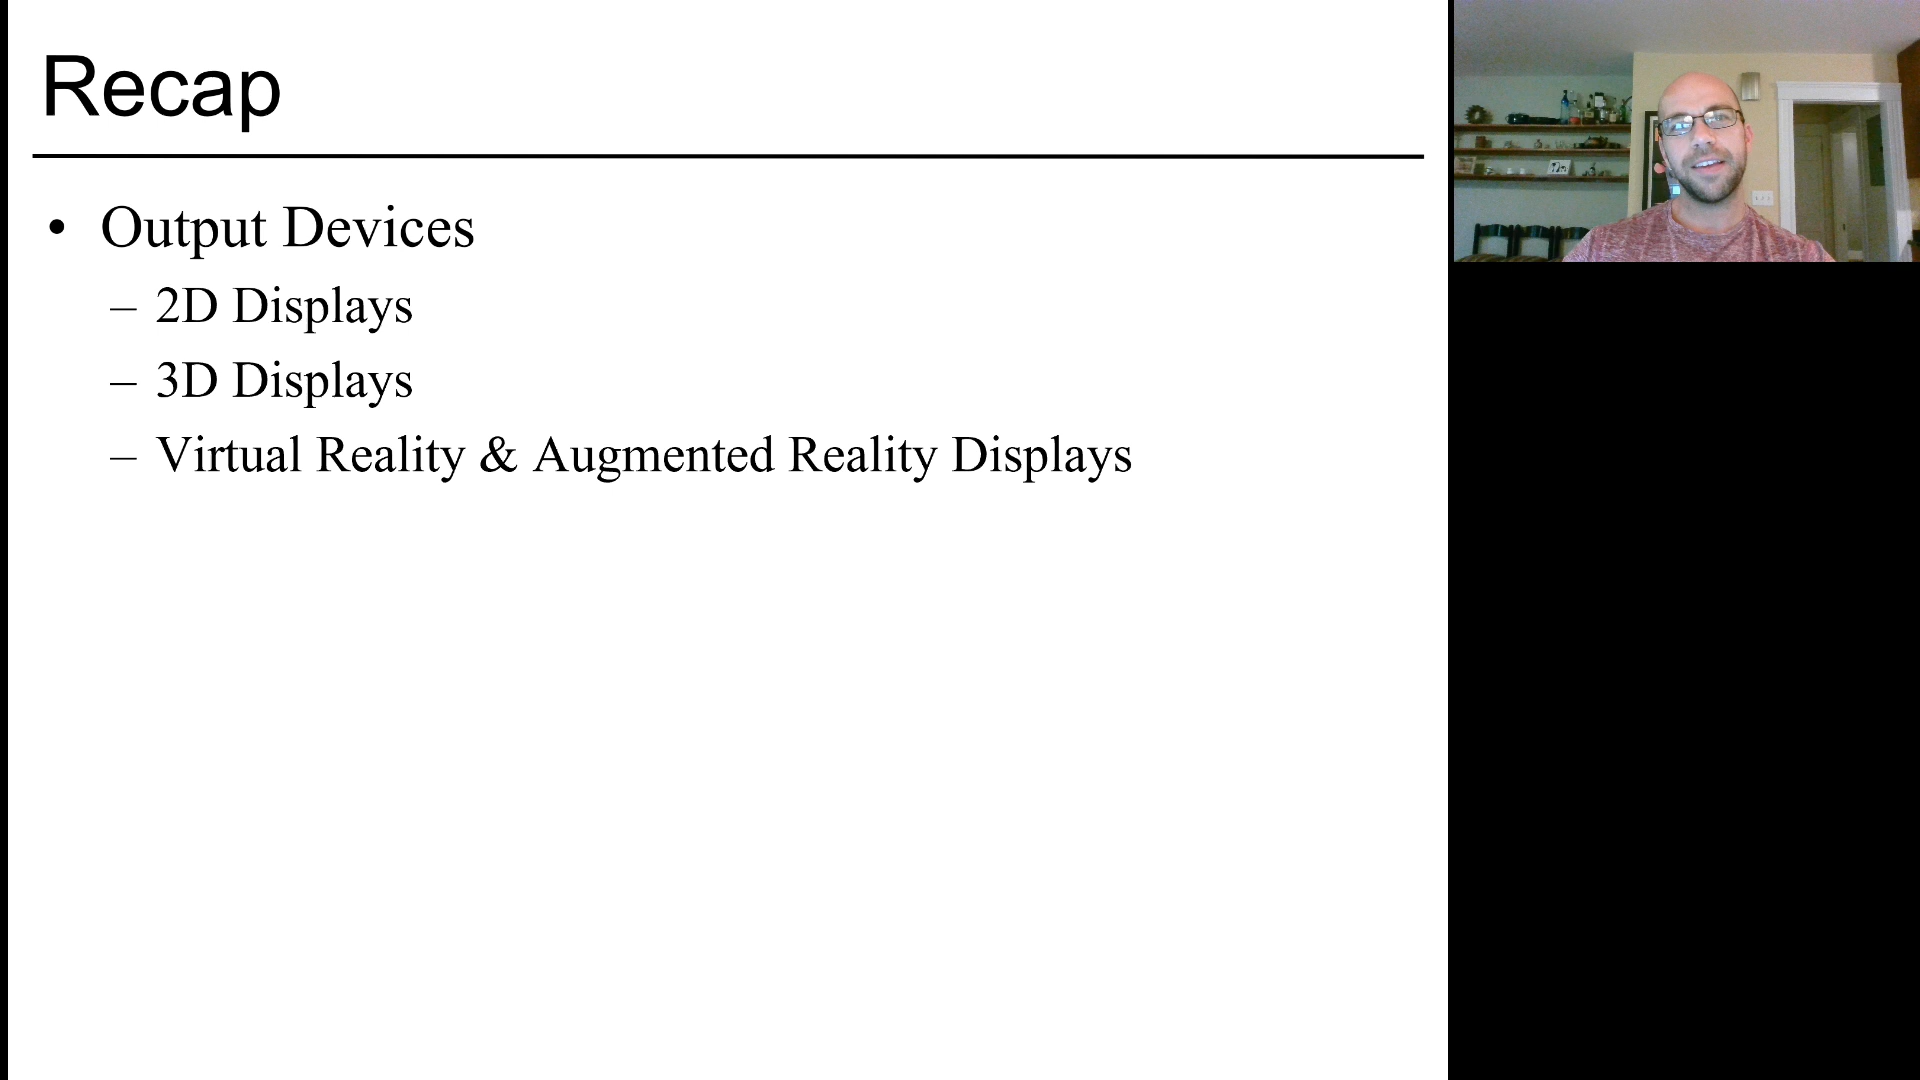 Recap
• Output Devices
– 2D Displays
– 3D Displays
– Virtual Reality & Augmented Reality Displays